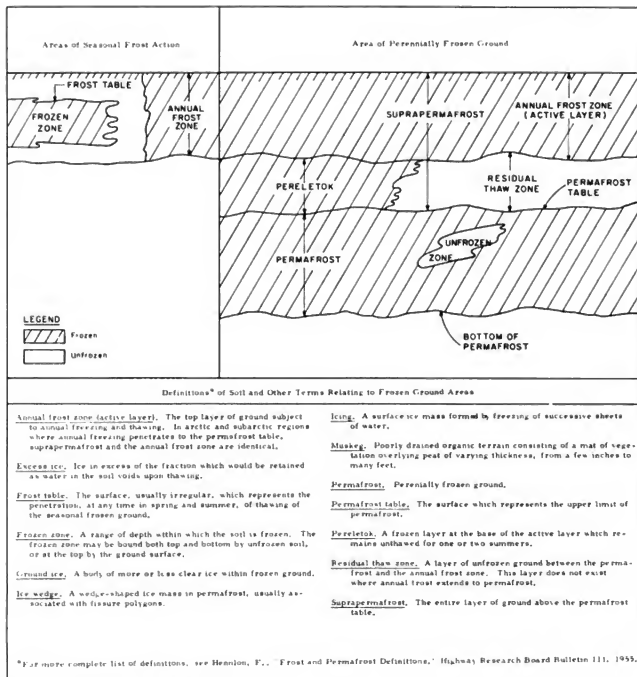 Areas of Seasonal Frost Action
Area of Perennially Frozen Ground
FROST TABLE
FROZEN
ZONE
ANNUAL
FROST
ZONE
SUPRAPERMAFROST
ANNUAL FROST ZONE
(ACTIVE LAYER)
PERELETOK
RESIDUAL
THAW ZONE
PERMAFROST
TABLE
UNFROZEN
ZONE
PERMAFROST
BOTTOM OF
PERMAFROST
LEGEND
Frozen
Unfrozen
Definitions* of Soil and Other Terms Relating to Frozen Ground Areas
Annual frost zone (active layer). The top layer of ground subject
to annual freezing and thawing. In arctic and subarctic regions
where annual freezing penetrates to the permafrost table,
suprapermafrost and the annual frost zone are identical.
Excess ice. Ice in excess of the fraction which would be retained
as water in the soil voids upon thawing.
Frost table. The surface, usually irregular, which represents the
penetration, at any time in spring and summer, of thawing of
the seasonal frozen ground.
Frozen zone. A range of depth within which the soil is frozen. The
frozen zone may be bound both top and bottom by unfrozen soil,
or at the top by the ground surface.
Ground ice. A body of more or less clear ice within frozen ground.
Ice wedge. A wedge-shaped ice mass in permafrost, usually as-
sociated with fissure polygons.
Icing. A surface ice mass formed by freezing of successive sheets
of water.
Muskeg. Poorly drained organic terrain consisting of a mat of vege-
tation overlying peat of varying thickness, from a few inches to
many feet.
Permafrost. Perenially frozen ground.
Permafrost table. The surface which represents the upper limit of
permafrost.
Pereletok. A frozen layer at the base of the active layer which re-
mains unthawed for one or two summers.
Residual thaw zone. A layer of unfrozen ground between the perma-
frost and the annual frost zone. This layer does not exist
where annual frost extends to permafrost.
Suprapermafrost. The entire layer of ground above the permafrost
table.
*For more complete list of definitions, see Hennion, F., "Frost and Permafrost Definitions," Highway Research Board Bulletin 111, 1955.